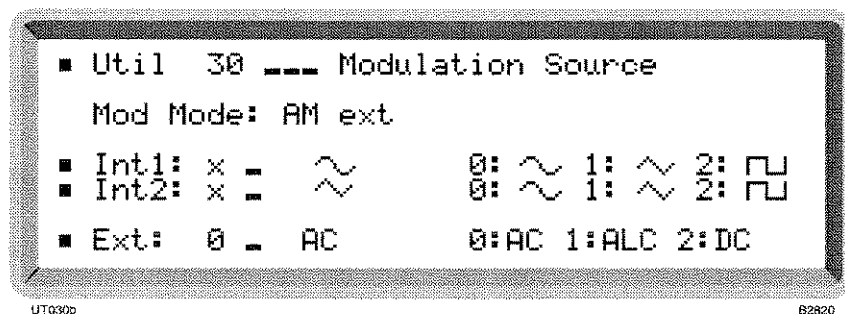 ▪ Util 30 ▂▂▂ Modulation Source
Mod Mode: AM ext
▪ Int1: x ▂ 0: 1: 2:
▪ Int2: x ▂ 0: 1: 2:
▪ Ext: 0 ▂ AC 0:AC 1:ALC 2:DC
UT030b B2820